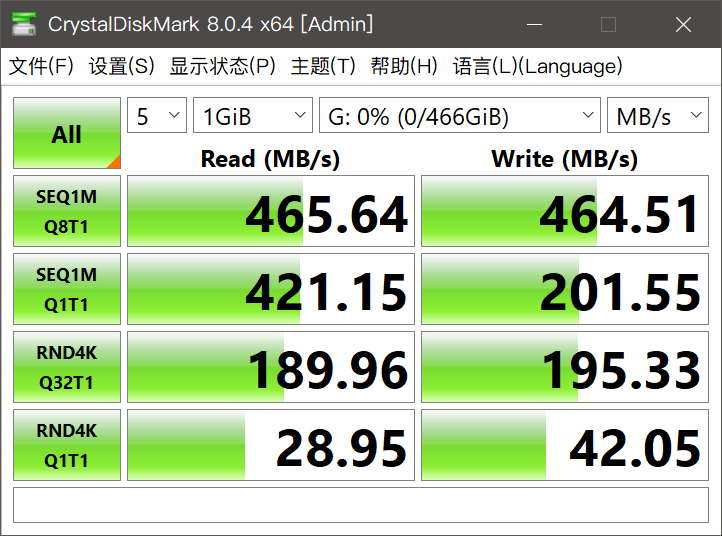 CrystalDiskMark 8.0.4 x64 [Admin]
文件(F) 设置(S) 显示状态(P) 主题(T) 帮助(H) 语言(L)(Language)
All 5 1GiB G: 0% (0/466GiB) MB/s
Read (MB/s) Write (MB/s)
SEQ1M Q8T1 465.64 464.51
SEQ1M Q1T1 421.15 201.55
RND4K Q32T1 189.96 195.33
RND4K Q1T1 28.95 42.05